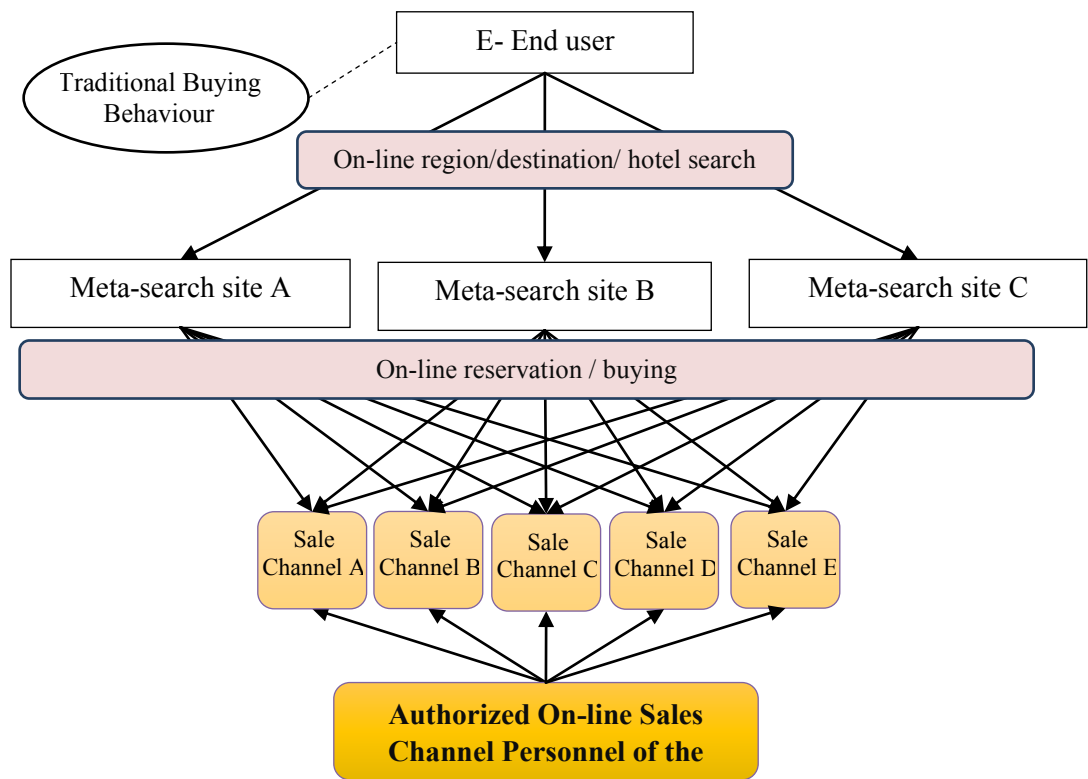 E- End user
Traditional Buying
Behaviour
On-line region/destination/ hotel search
Meta-search site A
Meta-search site B
Meta-search site C
On-line reservation / buying
Sale
Channel A
Sale
Channel B
Sale
Channel C
Sale
Channel D
Sale
Channel E
Authorized On-line Sales
Channel Personnel of the